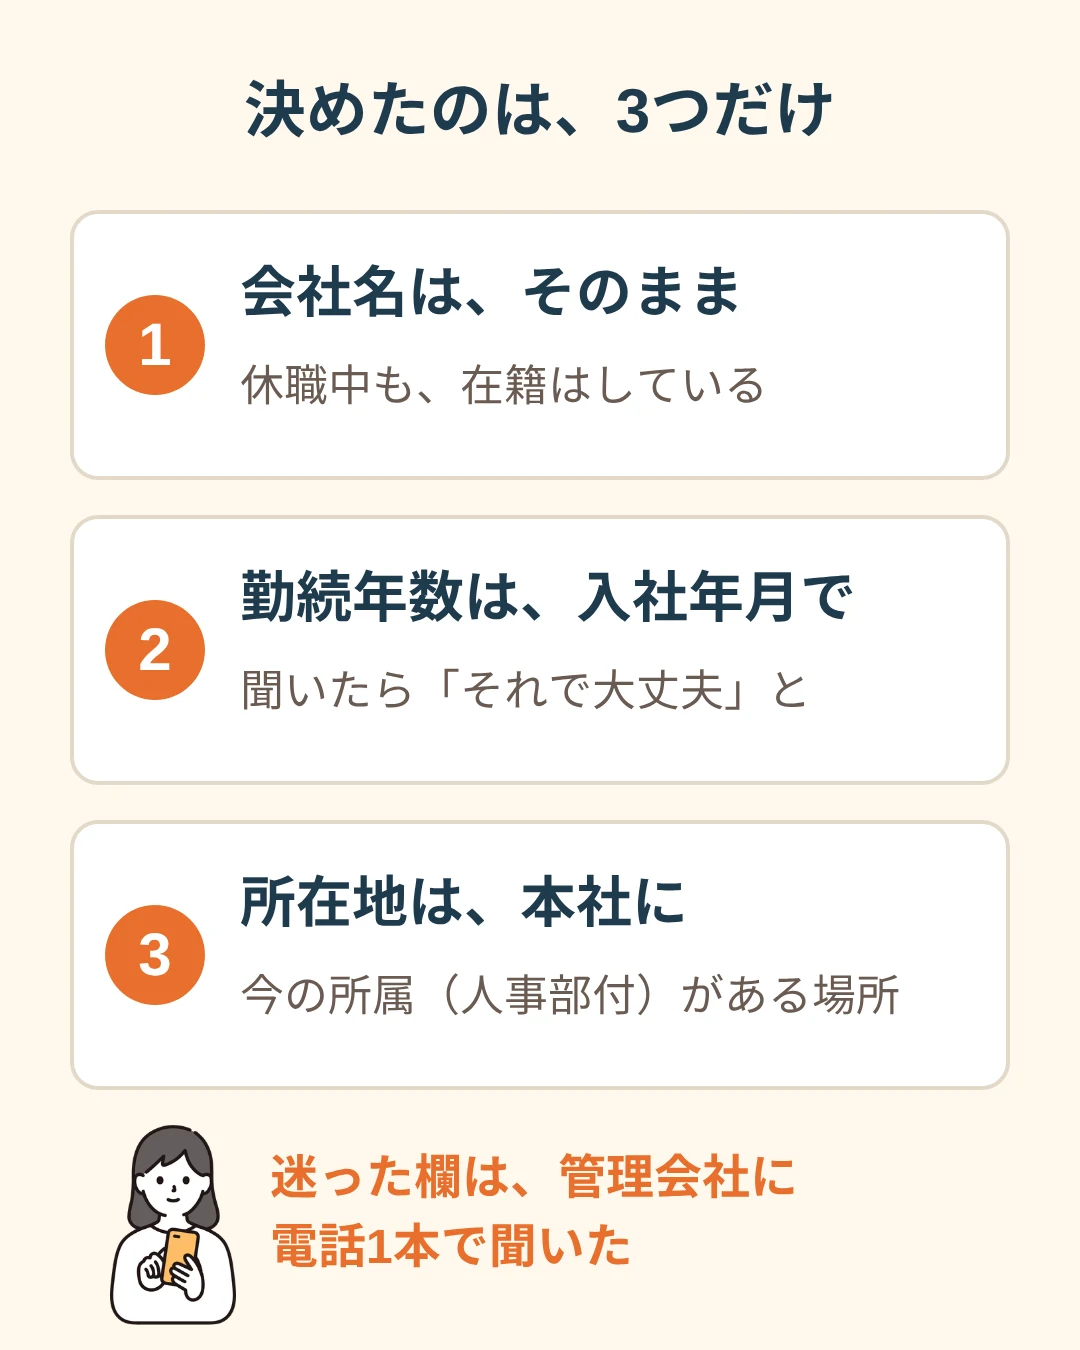 決めたのは、3つだけ
1
会社名は、そのまま
休職中も、在籍はしている
2
勤続年数は、入社年月で
聞いたら「それで大丈夫」と
3
所在地は、本社に
今の所属（人事部付）がある場所
迷った欄は、管理会社に
電話1本で聞いた